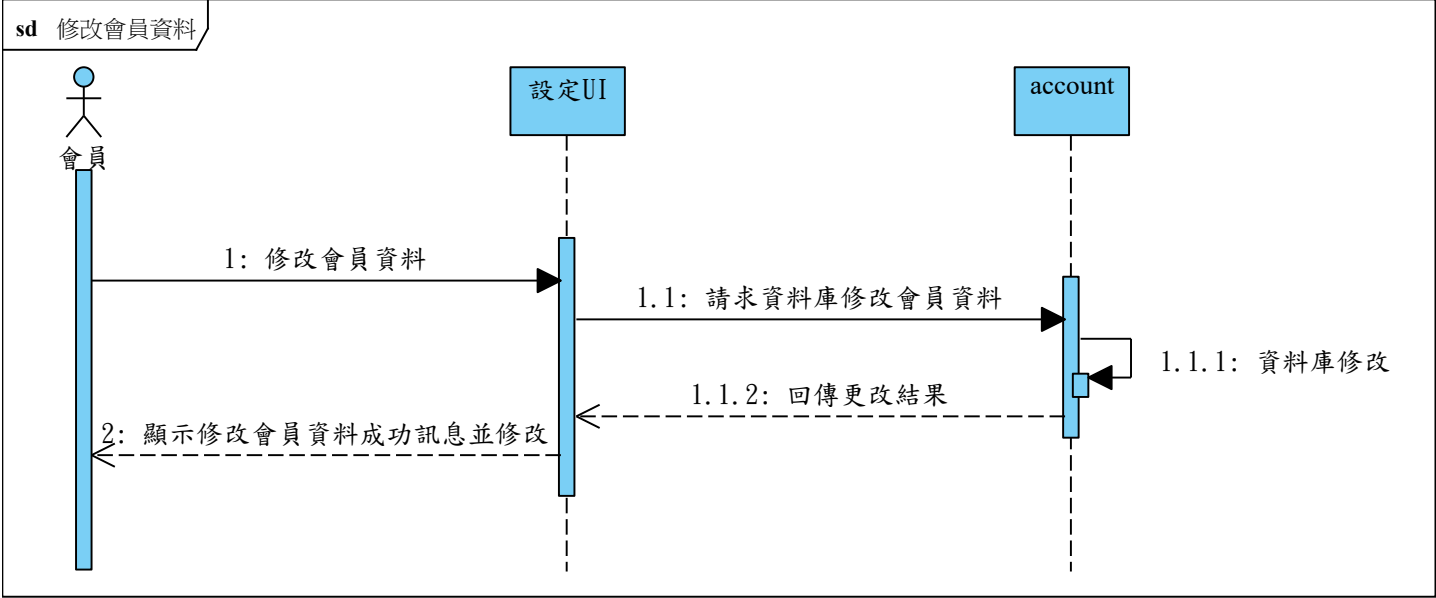 sd 修改會員資料
會員
設定UI
account
1: 修改會員資料
1.1: 請求資料庫修改會員資料
1.1.1: 資料庫修改
1.1.2: 回傳更改結果
2: 顯示修改會員資料成功訊息並修改